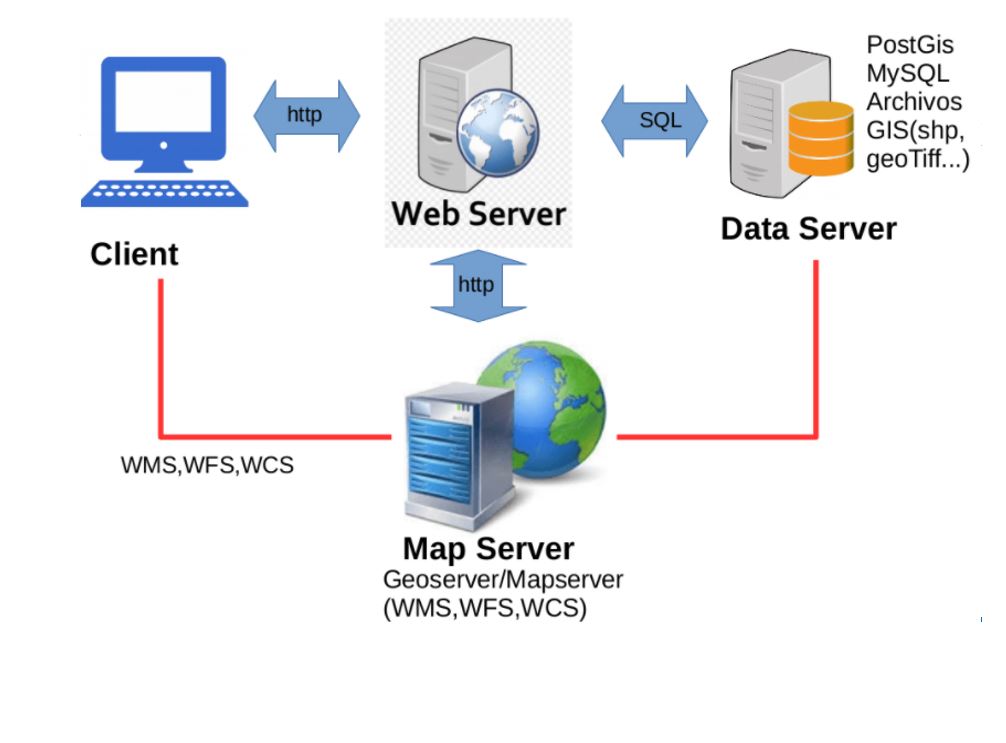 PostGis
MySQL
Archivos
GIS(shp,
geoTiff...)
http
SQL
Web Server
Data Server
Client
http
WMS,WFS,WCS
Map Server
Geoserver/Mapserver
(WMS,WFS,WCS)